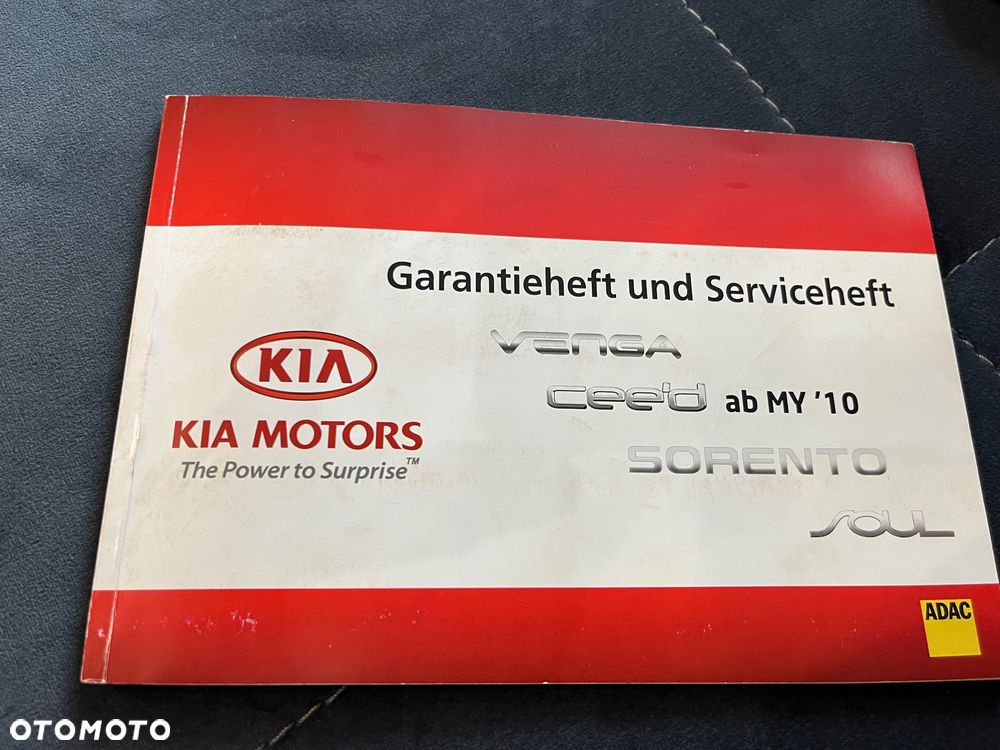 Garantieheft und Serviceheft
VENGA
cee'd ab MY '10
SORENTO
SOUL
KIA
KIA MOTORS
The Power to Surprise™
ADAC
OTOMOTO